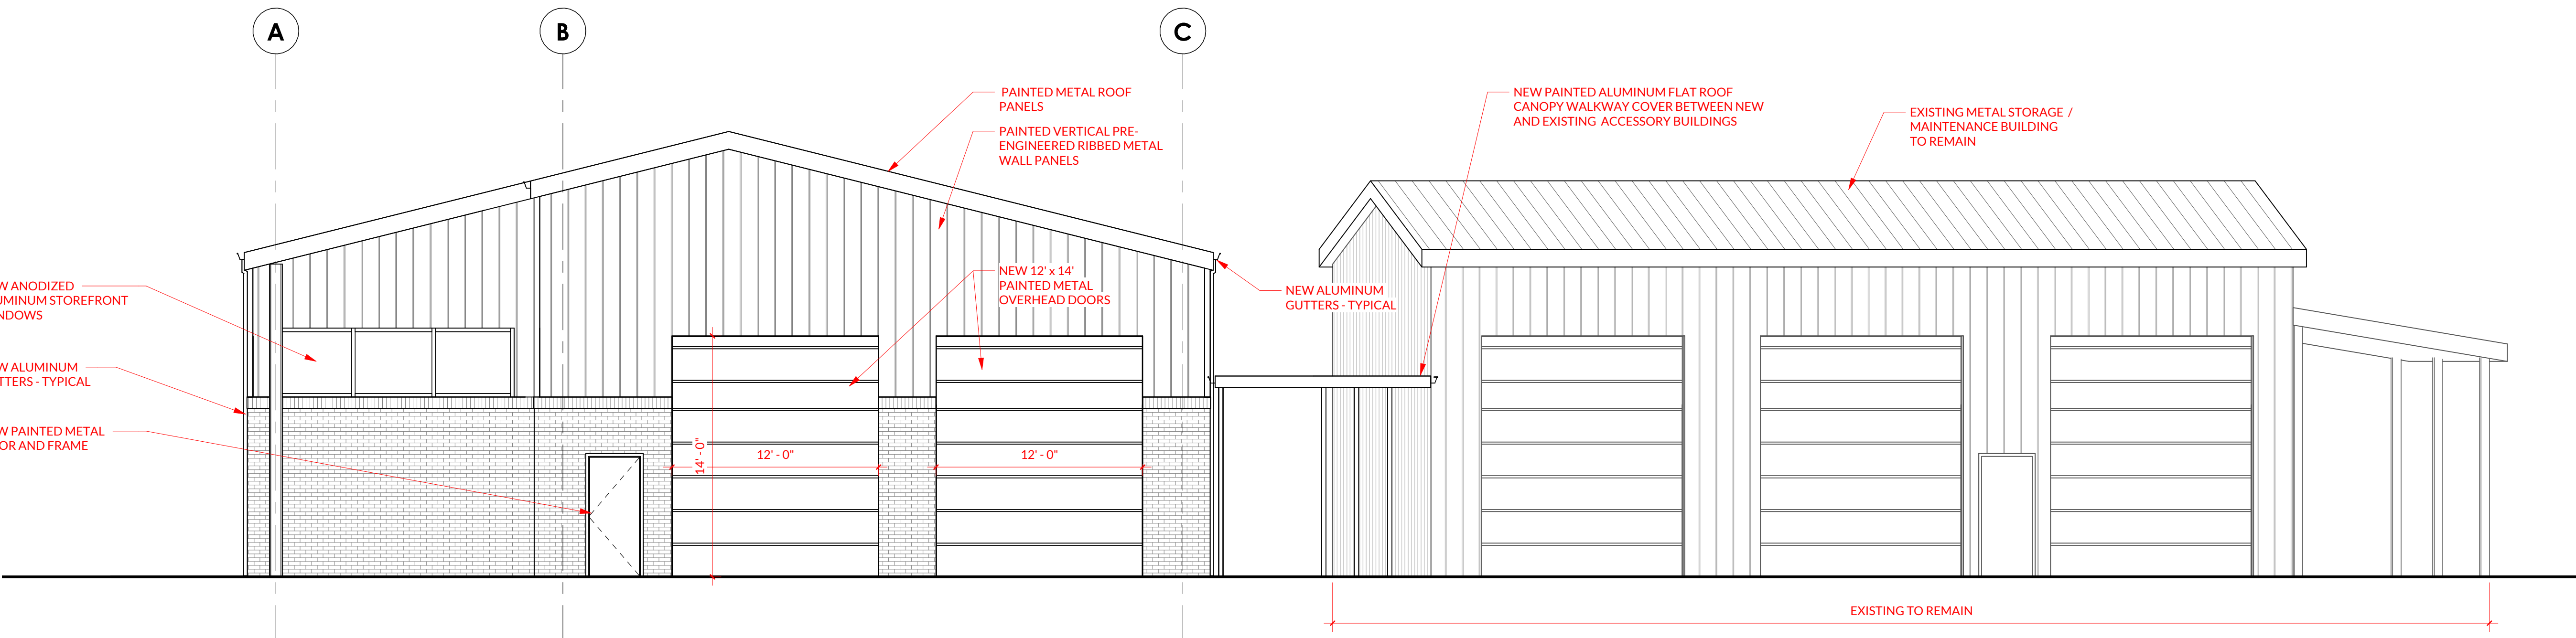 A
B
C
PAINTED METAL ROOF
PANELS
PAINTED VERTICAL PRE-
ENGINEERED RIBBED METAL
WALL PANELS
NEW 12' x 14'
PAINTED METAL
OVERHEAD DOORS
NEW ALUMINUM
GUTTERS - TYPICAL
NEW PAINTED ALUMINUM FLAT ROOF
CANOPY WALKWAY COVER BETWEEN NEW
AND EXISTING ACCESSORY BUILDINGS
EXISTING METAL STORAGE /
MAINTENANCE BUILDING
TO REMAIN
W ANODIZED
UMINUM STOREFRONT
NDOWS
W ALUMINUM
TTERS - TYPICAL
W PAINTED METAL
OR AND FRAME
14' - 0"
12' - 0"
12' - 0"
EXISTING TO REMAIN